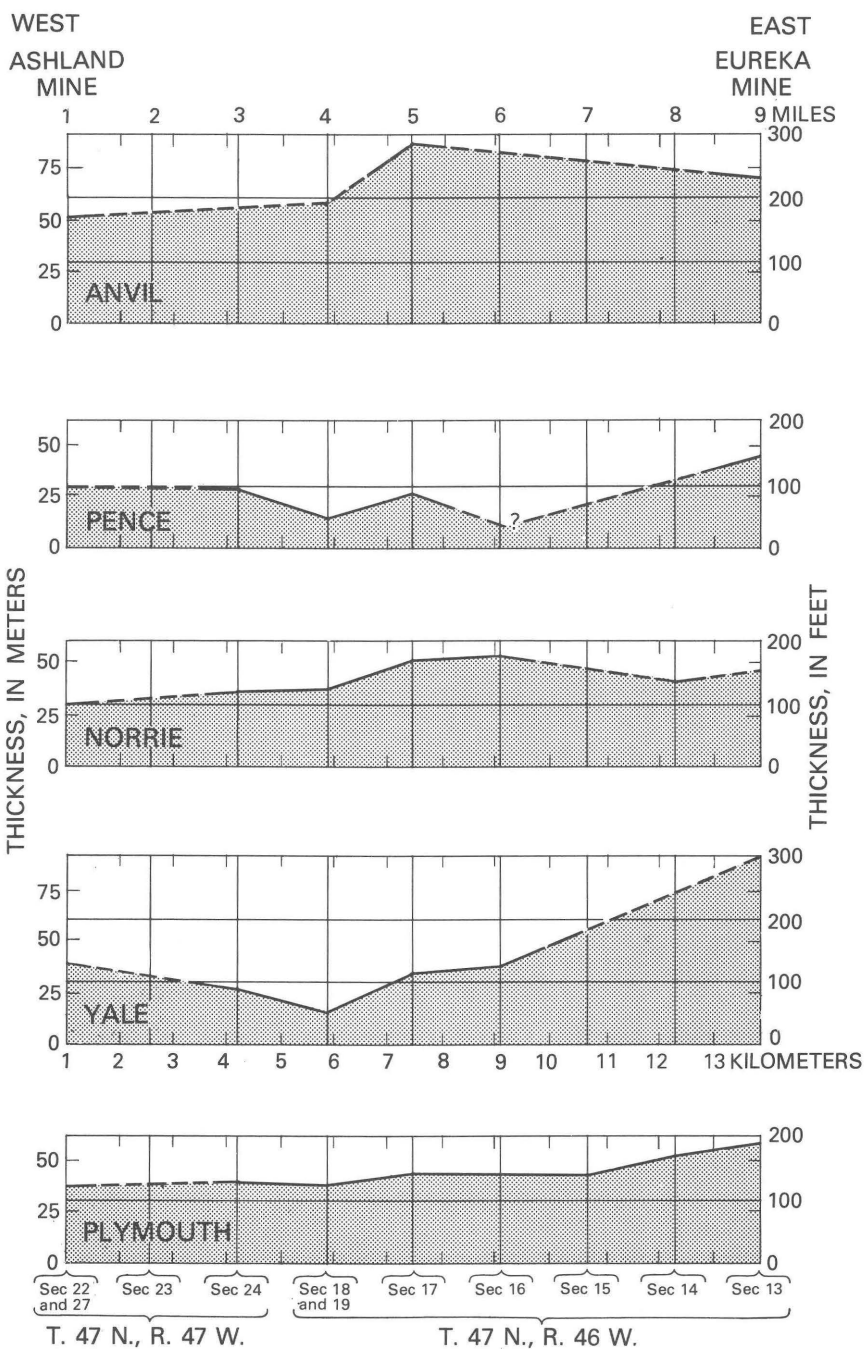 WEST
EAST
ASHLAND
MINE
EUREKA
MINE
1 2 3 4 5 6 7 8 9 MILES
75
50
25
0
300
200
100
0
ANVIL
50
25
0
200
100
0
PENCE
?
50
25
0
200
100
0
NORRIE
THICKNESS, IN METERS
THICKNESS, IN FEET
75
50
25
0
300
200
100
0
YALE
1 2 3 4 5 6 7 8 9 10 11 12 13 KILOMETERS
50
25
0
200
100
0
PLYMOUTH
Sec 22
and 27
Sec 23
Sec 24
Sec 18
and 19
Sec 17
Sec 16
Sec 15
Sec 14
Sec 13
T. 47 N., R. 47 W.
T. 47 N., R. 46 W.